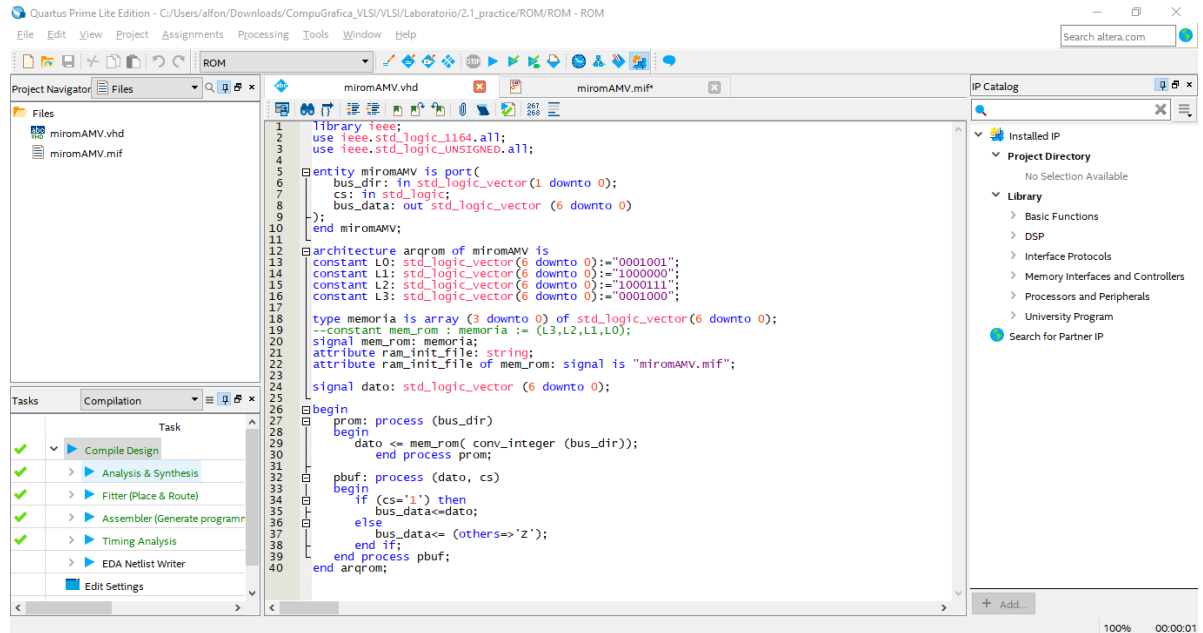 Quartus Prime Lite Edition - C:/Users/alfon/Downloads/CompuGrafica_VLSI/VLSI/Laboratorio/2.1_practice/ROM/ROM - ROM
File Edit View Project Assignments Processing Tools Window Help
Search altera.com
ROM
Project Navigator Files
miromAMV.vhd
miromAMV.mif*
IP Catalog
Files
miromAMV.vhd
miromAMV.mif
267
268
1 library ieee;
2 use ieee.std_logic_1164.all;
3 use ieee.std_logic_UNSIGNED.all;
4
5 entity miromAMV is port(
6 bus_dir: in std_logic_vector(1 downto 0);
7 cs: in std_logic;
8 bus_data: out std_logic_vector (6 downto 0)
9 );
10 end miromAMV;
11
12 architecture arqrom of miromAMV is
13 constant L0: std_logic_vector(6 downto 0):="0001001";
14 constant L1: std_logic_vector(6 downto 0):="1000000";
15 constant L2: std_logic_vector(6 downto 0):="1000111";
16 constant L3: std_logic_vector(6 downto 0):="0001000";
17
18 type memoria is array (3 downto 0) of std_logic_vector(6 downto 0);
19 --constant mem_rom : memoria := (L3,L2,L1,L0);
20 signal mem_rom: memoria;
21 attribute ram_init_file: string;
22 attribute ram_init_file of mem_rom: signal is "miromAMV.mif";
23
24 signal dato: std_logic_vector (6 downto 0);
25
26 begin
27 prom: process (bus_dir)
28 begin
29 dato <= mem_rom( conv_integer (bus_dir));
30 end process prom;
31
32 pbuf: process (dato, cs)
33 begin
34 if (cs='1') then
35 bus_data<=dato;
36 else
37 bus_data<= (others=>'Z');
38 end if;
39 end process pbuf;
40 end arqrom;
Installed IP
Project Directory
No Selection Available
Library
Basic Functions
DSP
Interface Protocols
Memory Interfaces and Controllers
Processors and Peripherals
University Program
Search for Partner IP
+ Add...
Tasks Compilation
Task
Compile Design
Analysis & Synthesis
Fitter (Place & Route)
Assembler (Generate programm
Timing Analysis
EDA Netlist Writer
Edit Settings
100% 00:00:01